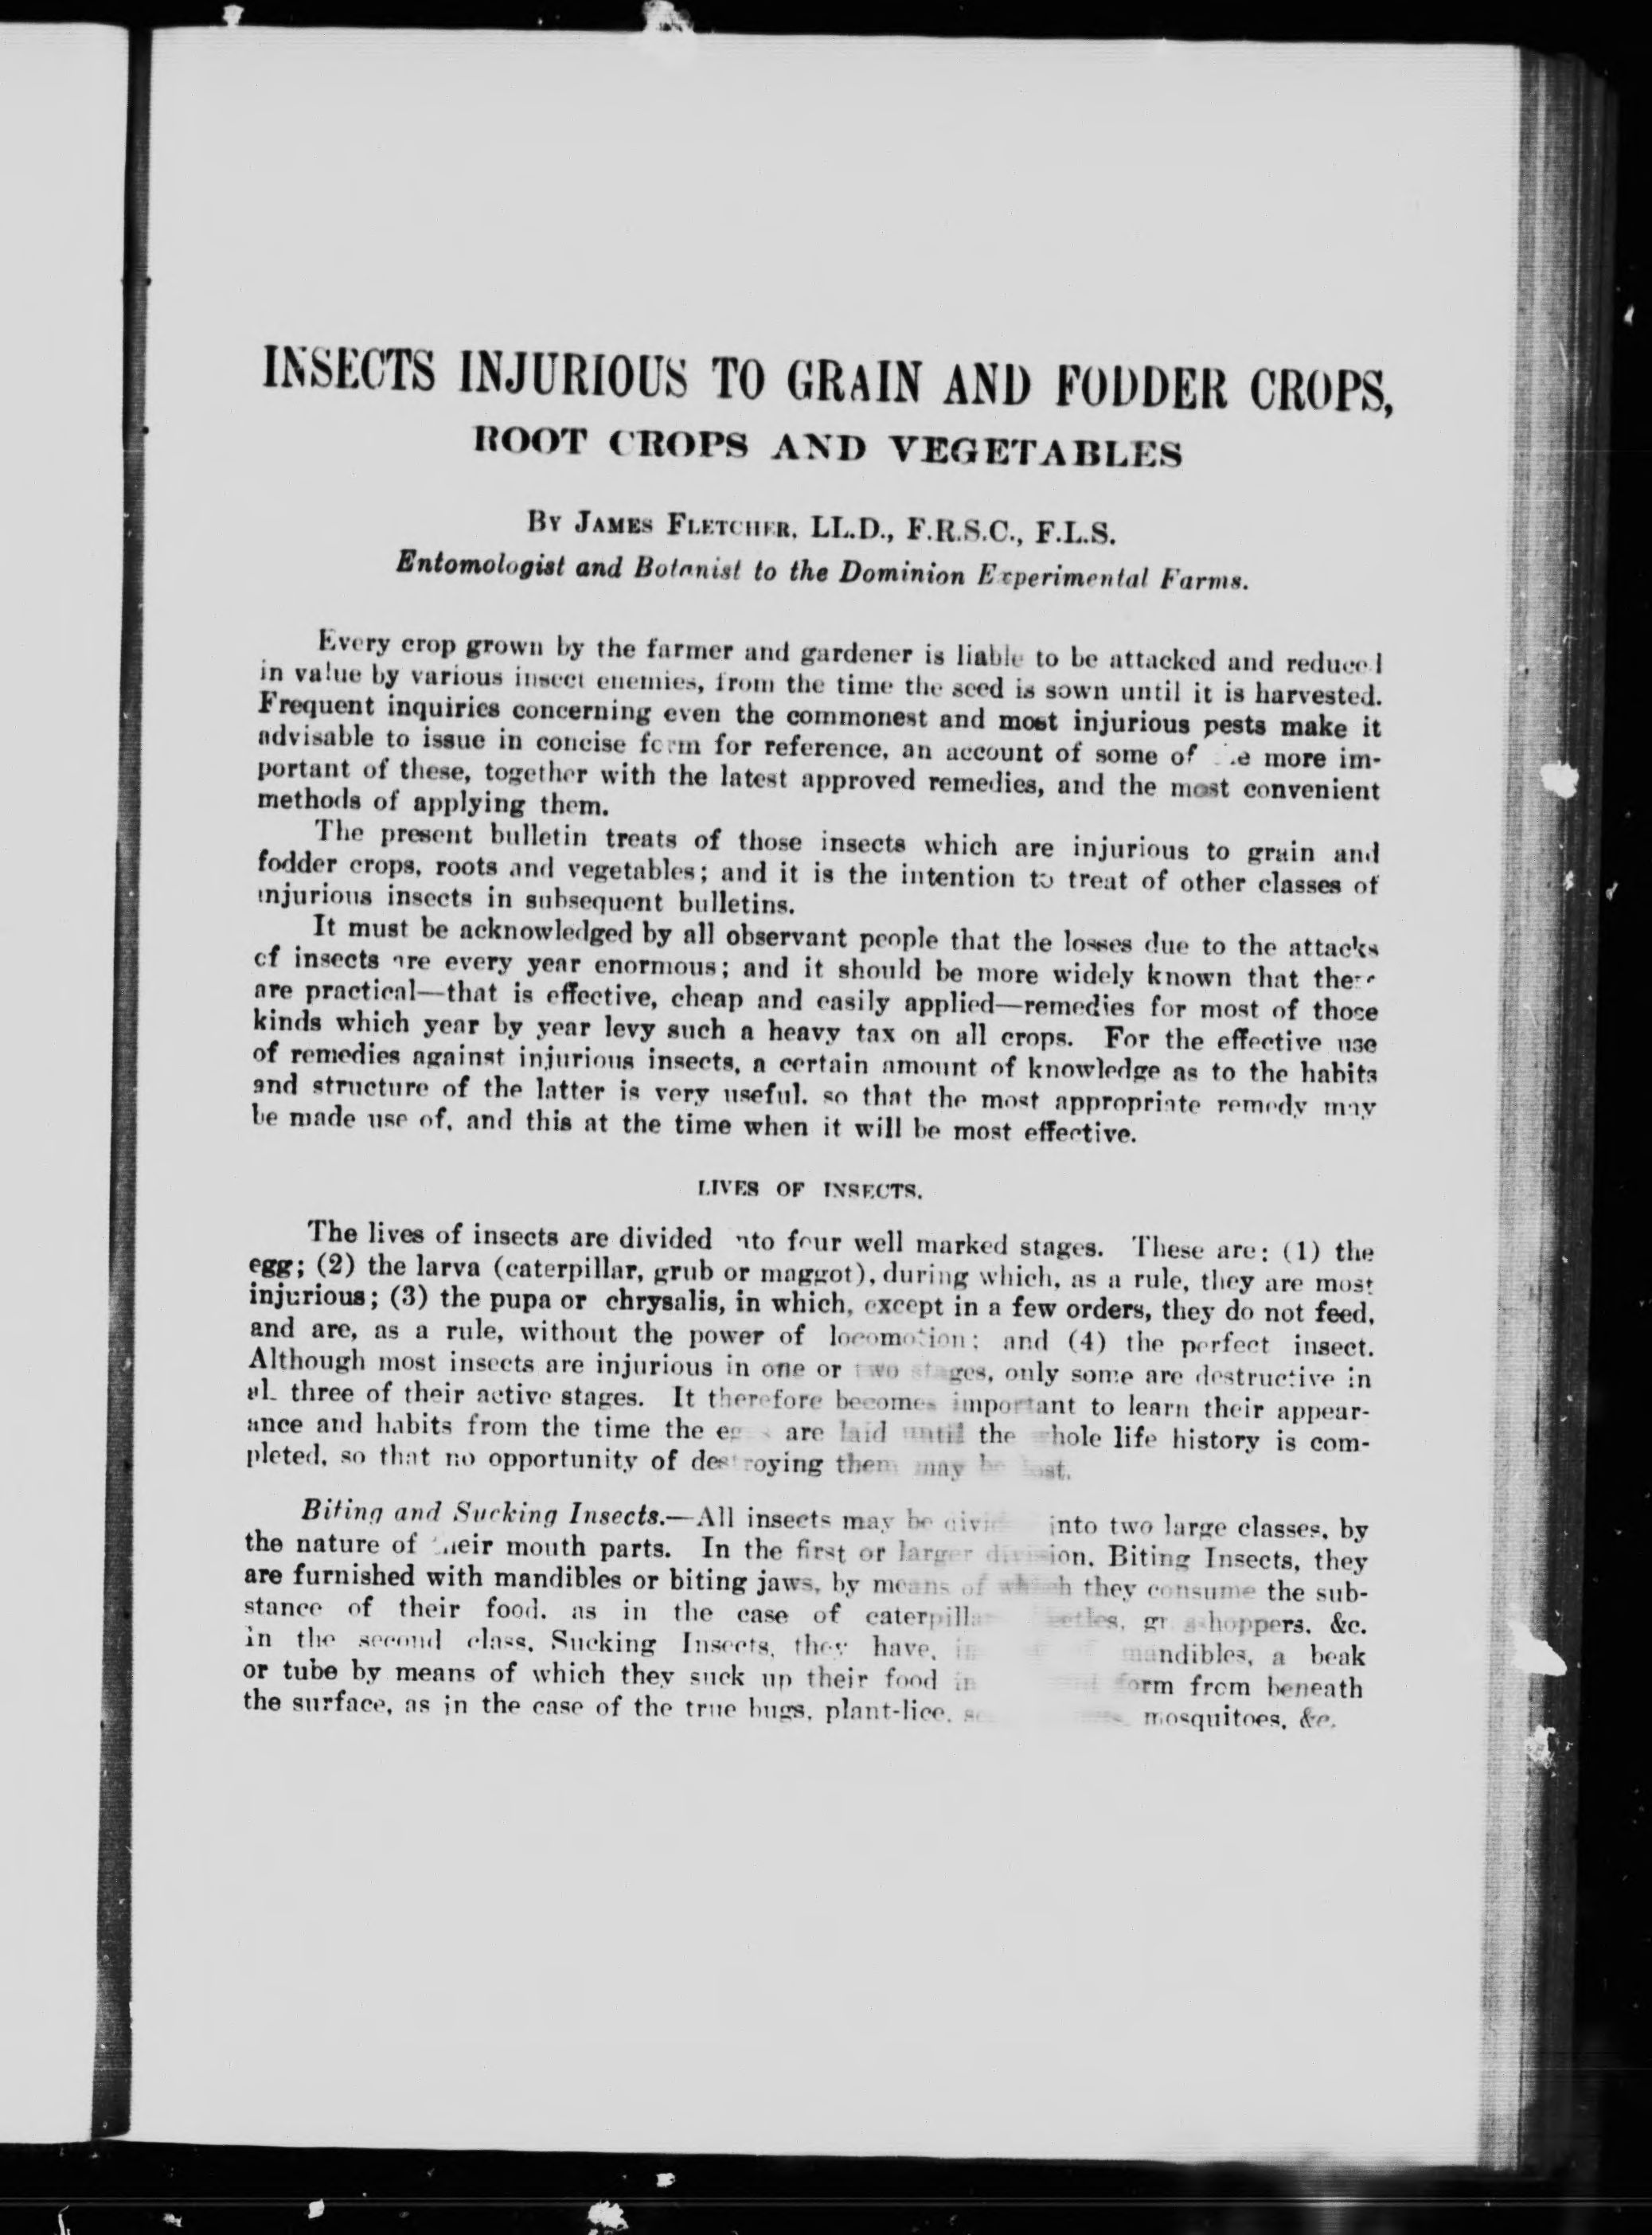 INSECTS INJURIOUS TO GRAIN AND FODDER CROPS,
ROOT CROPS AND VEGETABLES
By James Fletcher, LL.D., F.R.S.C., F.L.S.
Entomologist and Botanist to the Dominion Experimental Farms.
Every crop grown by the farmer and gardener is liable to be attacked and reduced
in value by various insect enemies, from the time the seed is sown until it is harvested.
Frequent inquiries concerning even the commonest and most injurious pests make it
advisable to issue in concise form for reference, an account of some of the more im-
portant of these, together with the latest approved remedies, and the most convenient
methods of applying them.
The present bulletin treats of those insects which are injurious to grain and
fodder crops, roots and vegetables; and it is the intention to treat of other classes of
injurious insects in subsequent bulletins.
It must be acknowledged by all observant people that the losses due to the attacks
of insects are every year enormous; and it should be more widely known that there
are practical—that is effective, cheap and easily applied—remedies for most of those
kinds which year by year levy such a heavy tax on all crops. For the effective use
of remedies against injurious insects, a certain amount of knowledge as to the habits
and structure of the latter is very useful, so that the most appropriate remedy may
be made use of, and this at the time when it will be most effective.
LIVES OF INSECTS.
The lives of insects are divided into four well marked stages. These are: (1) the
egg; (2) the larva (caterpillar, grub or maggot), during which, as a rule, they are most
injurious; (3) the pupa or chrysalis, in which, except in a few orders, they do not feed,
and are, as a rule, without the power of locomotion; and (4) the perfect insect.
Although most insects are injurious in one or two stages, only some are destructive in
all three of their active stages. It therefore becomes important to learn their appear-
ance and habits from the time the eggs are laid until the whole life history is com-
pleted, so that no opportunity of destroying them may be lost.
Biting and Sucking Insects.—All insects may be divided into two large classes, by
the nature of their mouth parts. In the first or larger division, Biting Insects, they
are furnished with mandibles or biting jaws, by means of which they consume the sub-
stance of their food, as in the case of caterpillars, beetles, grasshoppers, &c.
In the second class, Sucking Insects, they have, mandibles, a beak
or tube by means of which they suck up their food in form from beneath
the surface, as in the case of the true bugs, plant-lice, mosquitoes, &c.